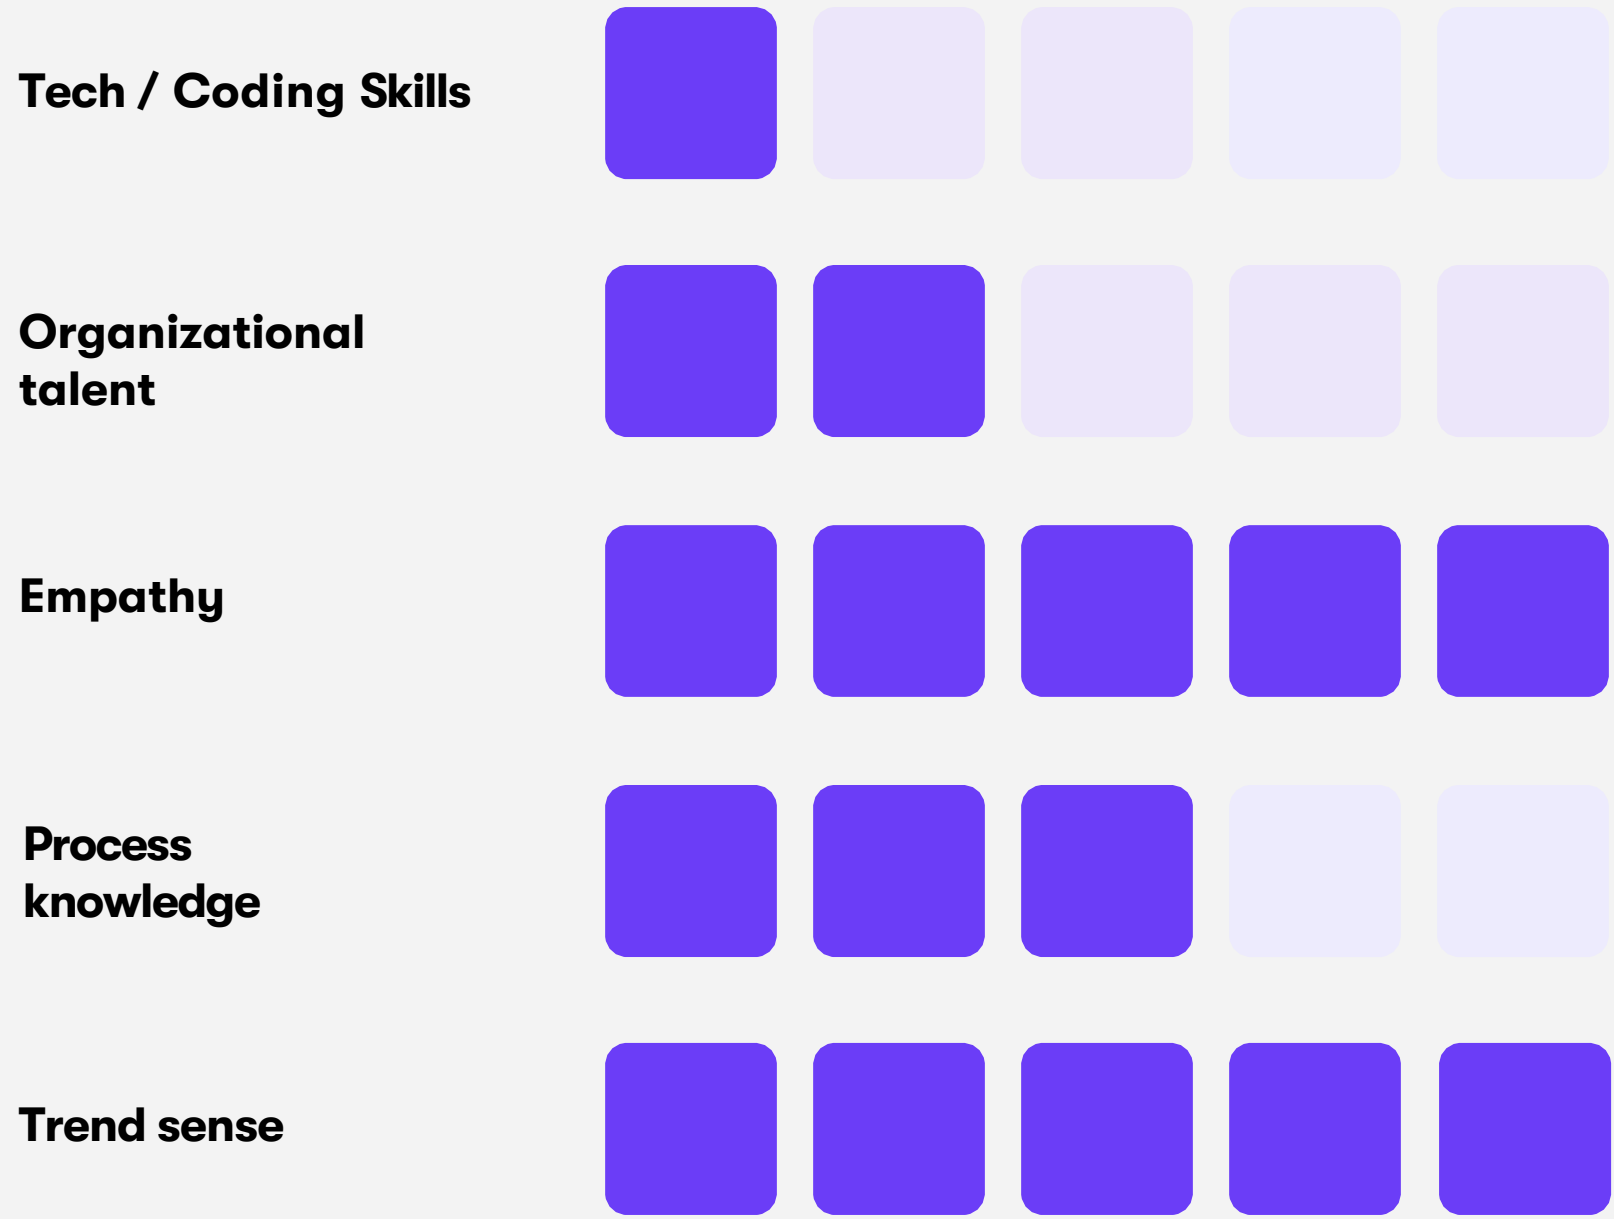 Tech / Coding Skills
Organizational
talent
Empathy
Process
knowledge
Trend sense